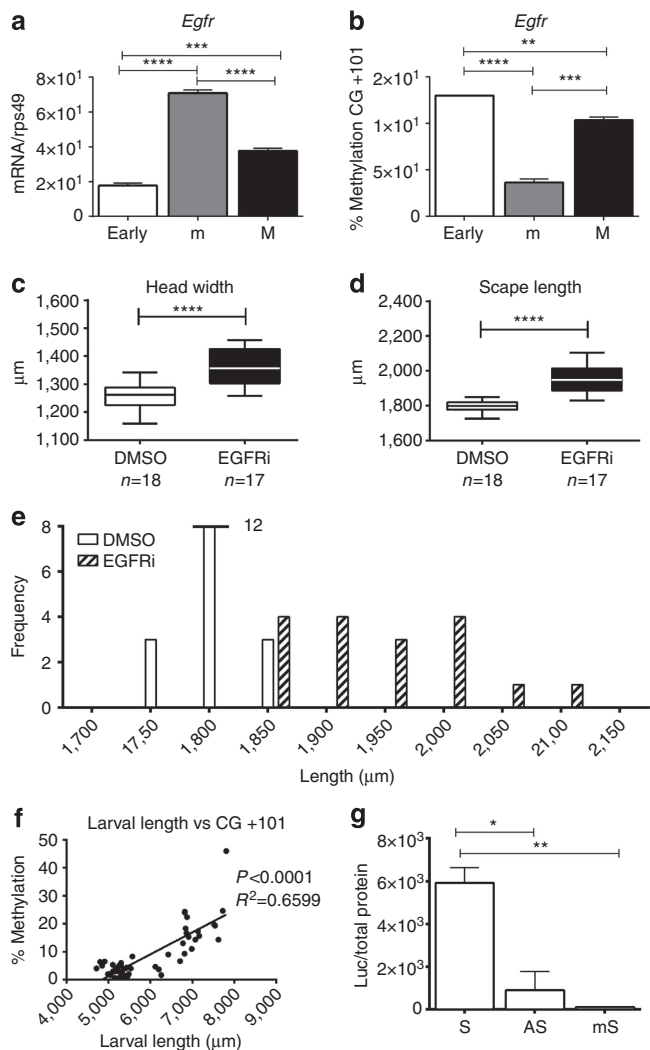 a
Egfr
***
****
****
mRNA/rps49
8×10¹
6×10¹
4×10¹
2×10¹
0
Early
m
M
b
Egfr
**
****
***
% Methylation CG +101
2×10¹
1×10¹
5×10¹
0
Early
m
M
c
Head width
****
μm
1,600
1,500
1,400
1,300
1,200
1,100
DMSO
n=18
EGFRi
n=17
d
Scape length
****
μm
2,400
2,200
2,000
1,800
1,600
DMSO
n=18
EGFRi
n=17
e
DMSO
EGFRi
12
Frequency
8
6
4
2
0
1,700
17,50
1,800
1,850
1,900
1,950
2,000
2,050
21,00
2,150
Length (μm)
f
Larval length vs CG +101
P<0.0001
R²=0.6599
% Methylation
50
40
30
20
10
0
4,000
5,000
6,000
7,000
8,000
9,000
Larval length (μm)
g
*
**
Luc/total protein
8×10³
6×10³
4×10³
2×10³
0
S
AS
mS